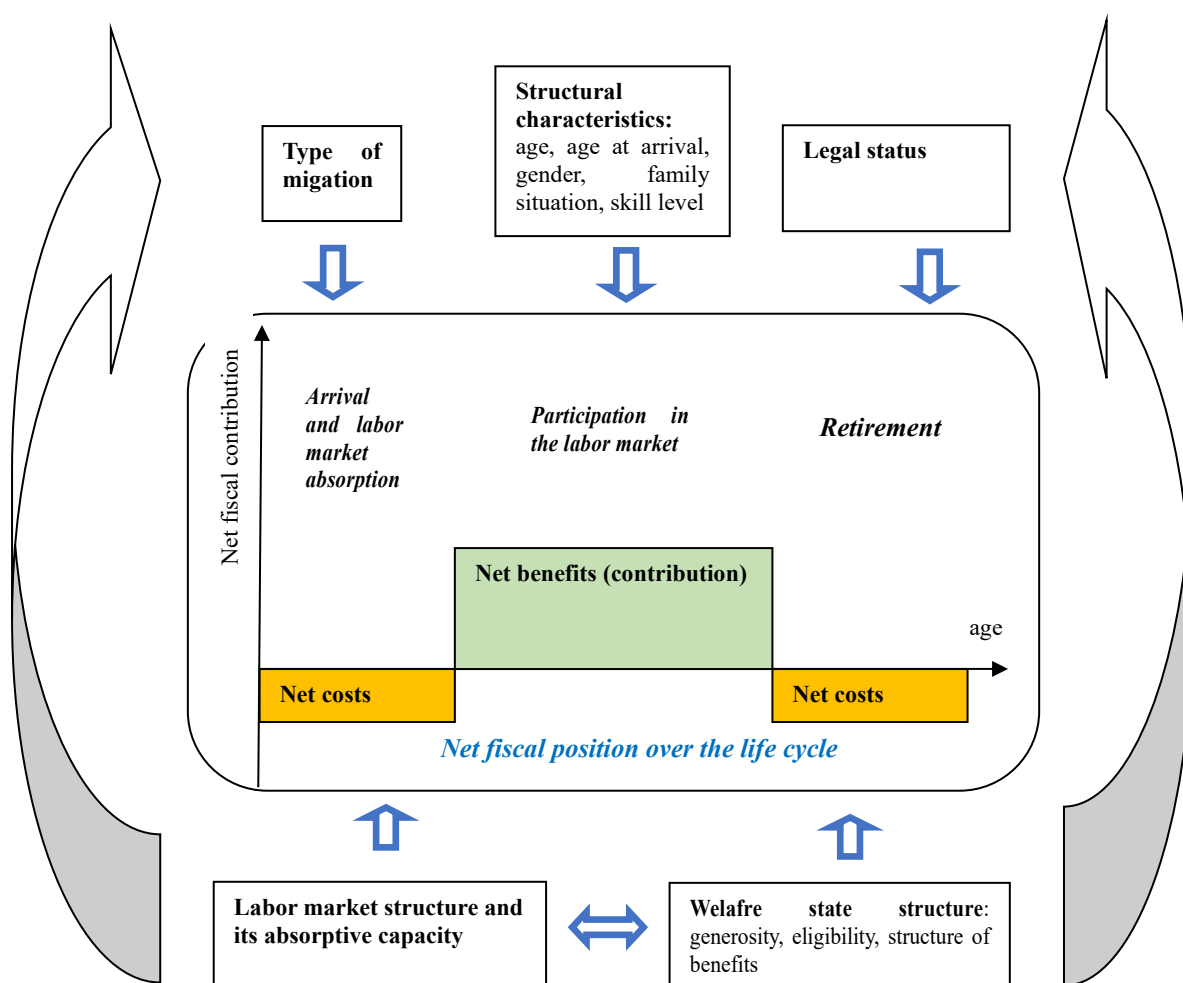 Type of
migation
Structural
characteristics:
age, age at arrival,
gender, family
situation, skill level
Legal status
Net fiscal contribution
Arrival
and labor
market
absorption
Participation in
the labor market
Retirement
Net benefits (contribution)
age
Net costs
Net costs
Net fiscal position over the life cycle
Labor market structure and
its absorptive capacity
Welafre state structure:
generosity, eligibility, structure of
benefits